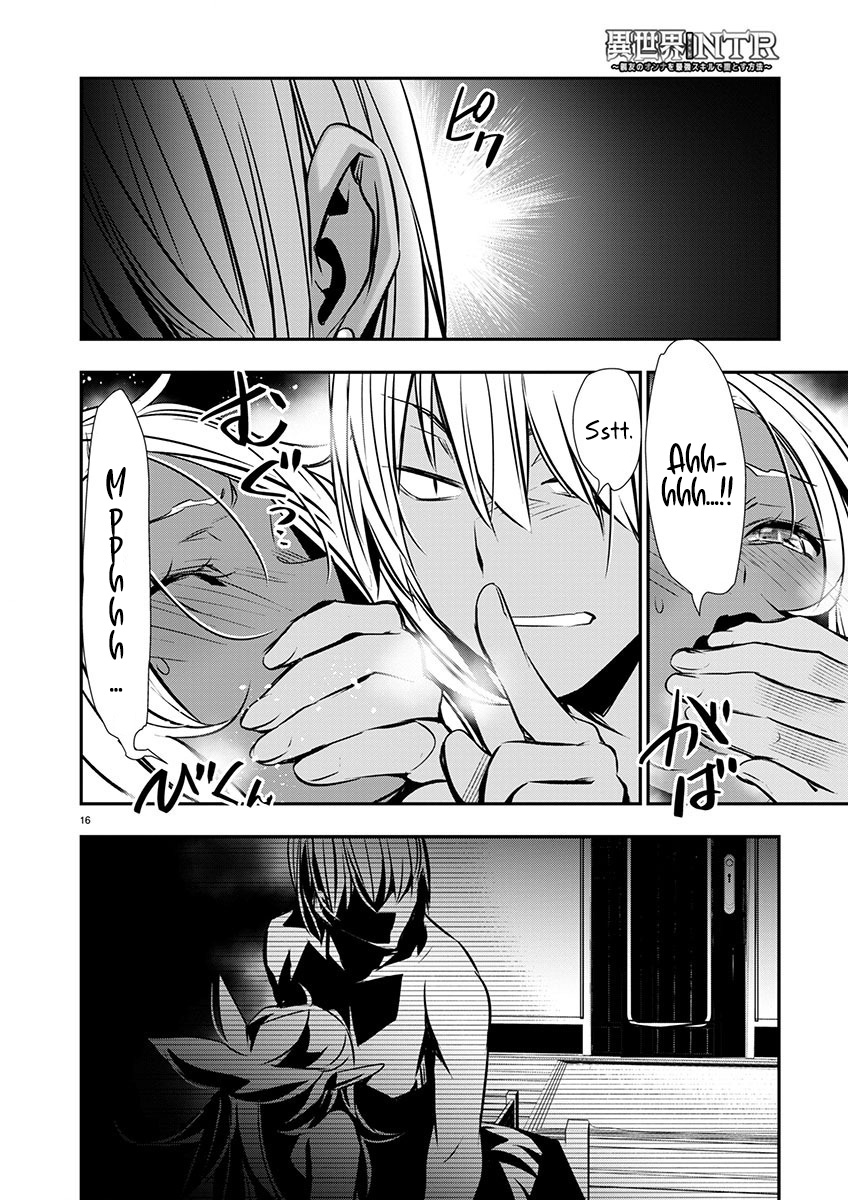 異世界NTR
〜親友のオンナを最強スキルで堕とす方法〜
ピク
Ahh-
hhh...!!
がば
Sstt.
むぐっ...
Mpphhhh...
びくん
16